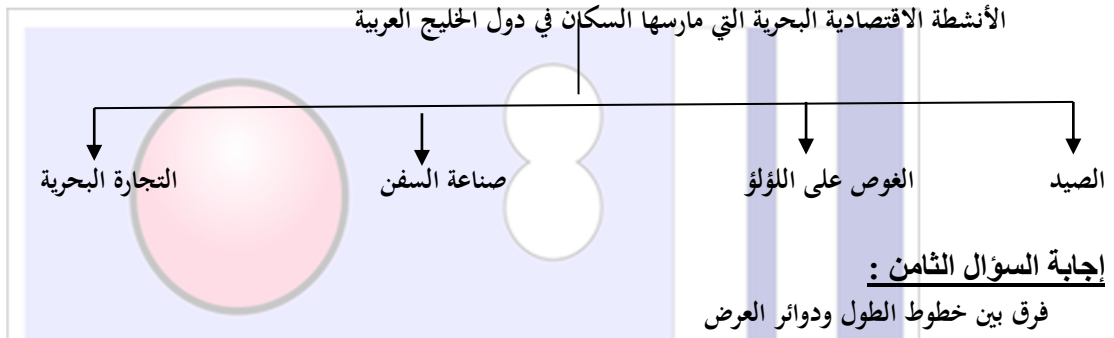 الأنشطة الاقتصادية البحرية التي مارسها السكان في دول الخليج العربية
الصيد الغوص على اللؤلؤ صناعة السفن التجارة البحرية
إجابة السؤال الثامن :
فرق بين خطوط الطول ودوائر العرض